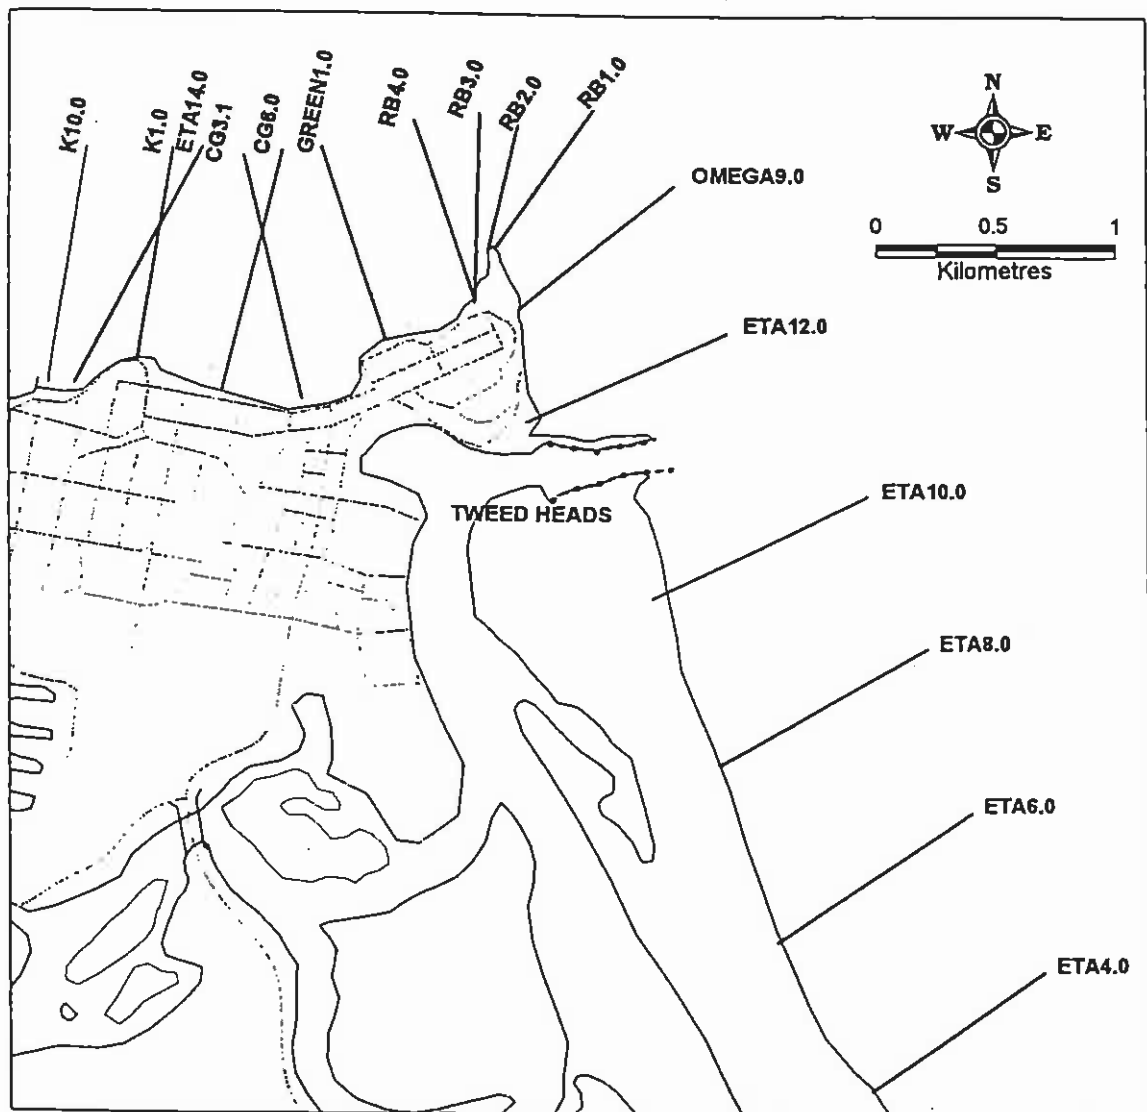 K10.0
K1.0
ETA14.0
CG3.1
CG6.0
GREEN1.0
RB4.0
RB3.0
RB2.0
RB1.0
N
W E
S
OMEGA9.0
0 0.5 1
Kilometres
ETA12.0
ETA10.0
TWEED HEADS
ETA8.0
ETA6.0
ETA4.0